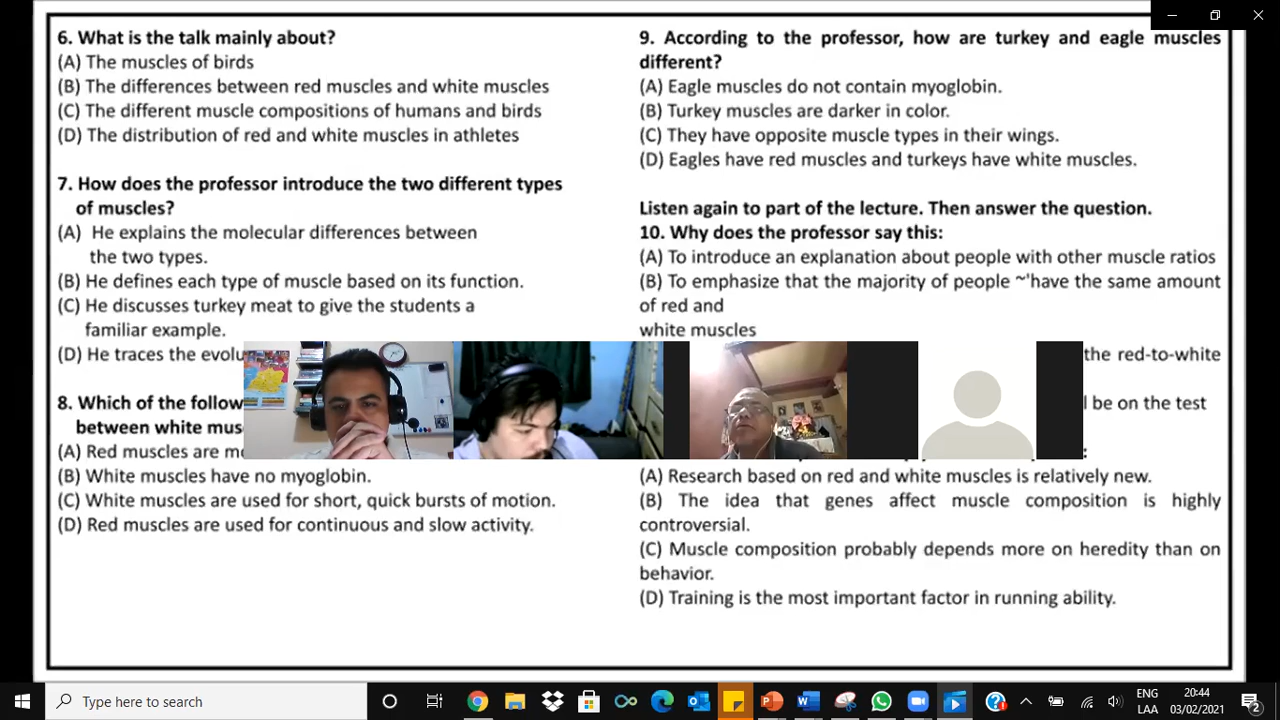 6. What is the talk mainly about?
(A) The muscles of birds
(B) The differences between red muscles and white muscles
(C) The different muscle compositions of humans and birds
(D) The distribution of red and white muscles in athletes
7. How does the professor introduce the two different types
of muscles?
(A) He explains the molecular differences between
the two types.
(B) He defines each type of muscle based on its function.
(C) He discusses turkey meat to give the students a
familiar example.
(D) He traces the
8. Which of the
between white
(A) Red muscles are
(B) White muscles have no myoglobin.
(C) White muscles are used for short, quick bursts of motion.
(D) Red muscles are used for continuous and slow activity.
9. According to the professor, how are turkey and eagle muscles
different?
(A) Eagle muscles do not contain myoglobin.
(B) Turkey muscles are darker in color.
(C) They have opposite muscle types in their wings.
(D) Eagles have red muscles and turkeys have white muscles.
Listen again to part of the lecture. Then answer the question.
10. Why does the professor say this:
(A) To introduce an explanation about people with other muscle ratios
(B) To emphasize that the majority of people ~'have the same amount
of red and
white muscles
the red-to-white
be on the test
(A) Research based on red and white muscles is relatively new.
(B) The idea that genes affect muscle composition is highly
controversial.
(C) Muscle composition probably depends more on heredity than on
behavior.
(D) Training is the most important factor in running ability.
Type here to search
ENG
LAA
20:44
03/02/2021
2